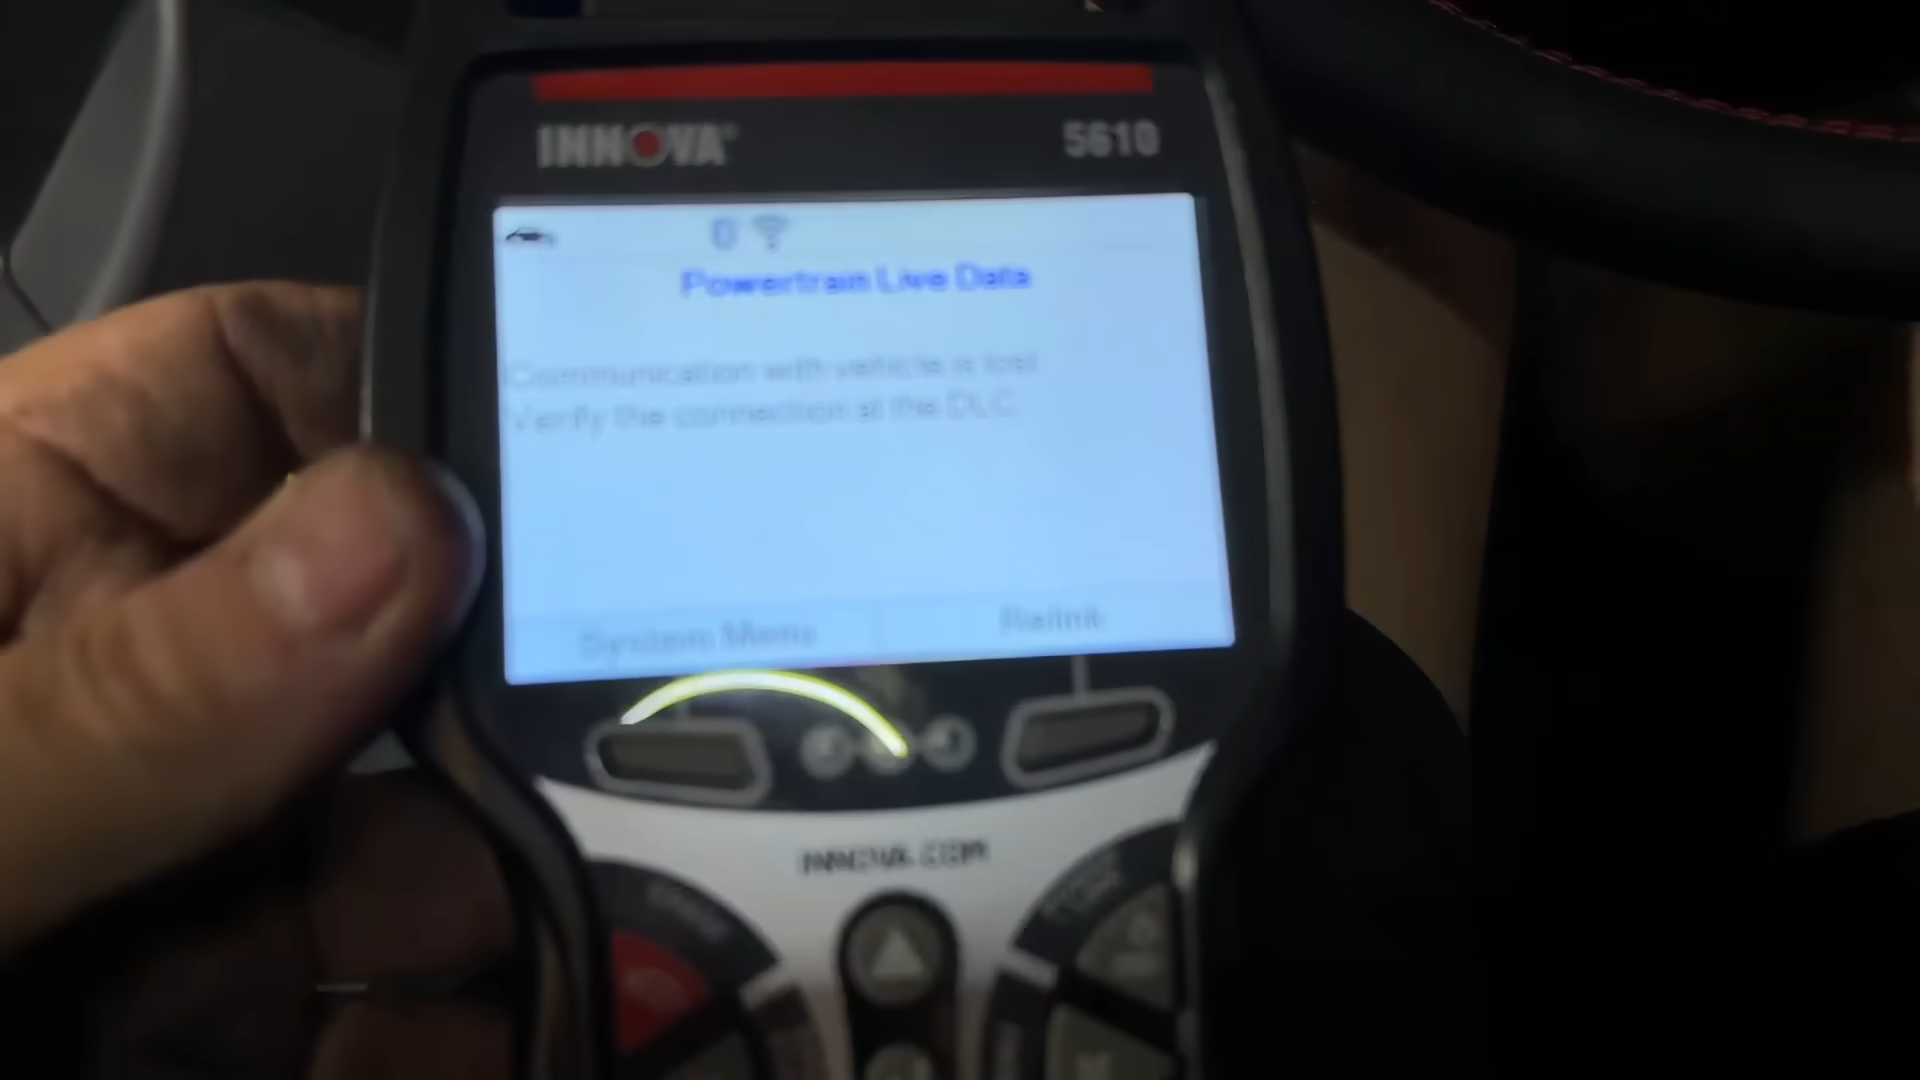 INNOVA®
5610
0
Powertrain Live Data
Communication with vehicle is lost
Verify the connection at the DLC
System Menu
Relink
INNOVA.COM